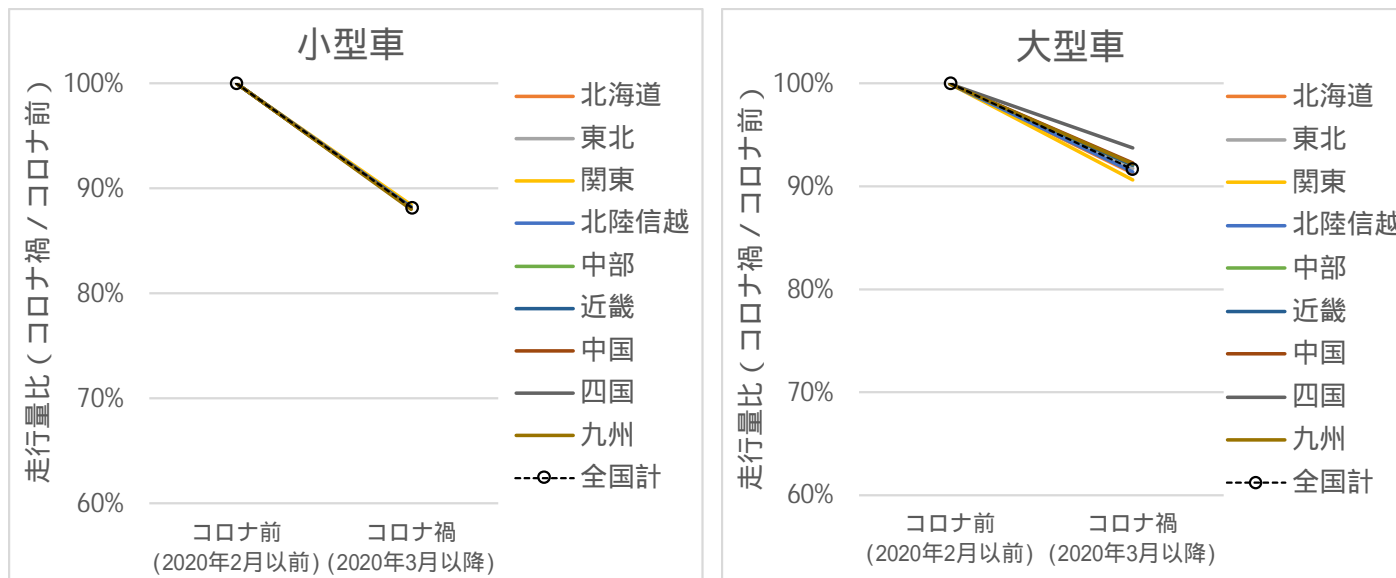 小型車
走行量比(コロナ禍/コロナ前)
100%
90%
80%
70%
60%
コロナ前
(2020年2月以前)
コロナ禍
(2020年3月以降)
北海道
東北
関東
北陸信越
中部
近畿
中国
四国
九州
全国計
大型車
走行量比(コロナ禍/コロナ前)
100%
90%
80%
70%
60%
コロナ前
(2020年2月以前)
コロナ禍
(2020年3月以降)
北海道
東北
関東
北陸信越
中部
近畿
中国
四国
九州
全国計